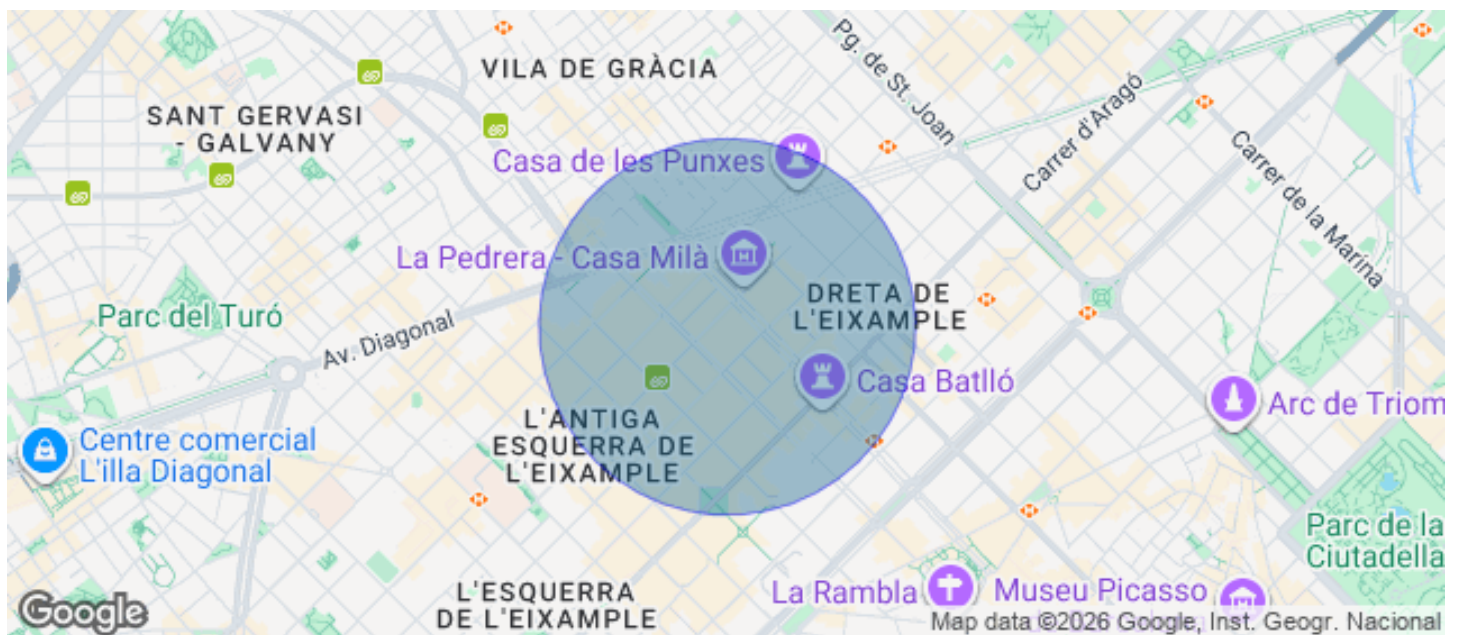 VILA DE GRÀCIA
Pg. de St. Joan
SANT GERVASI
- GALVANY
Carrer d'Aragó
Casa de les Punxes
Carrer de la Marina
La Pedrera - Casa Milà
DRETA DE
L'EIXAMPLE
Parc del Turó
Av. Diagonal
Casa Batlló
Arc de Triom
L'ANTIGA
ESQUERRA DE
L'EIXAMPLE
Centre comercial
L'illa Diagonal
Parc de la
Ciutadella
L'ESQUERRA
DE L'EIXAMPLE
La Rambla
Museu Picasso
Google
Map data ©2026 Google, Inst. Geogr. Nacional